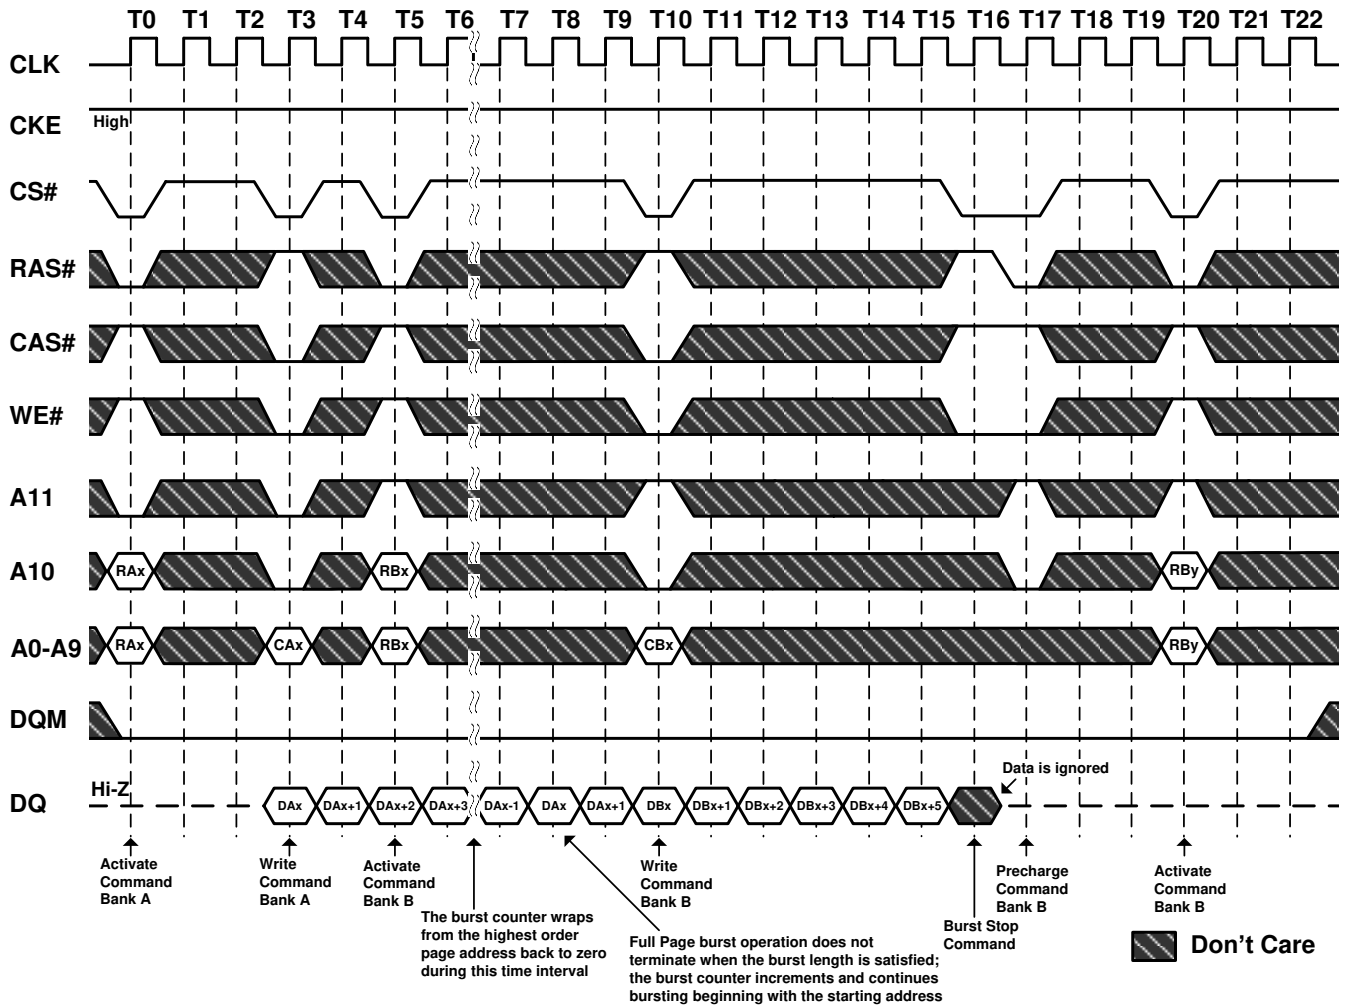 T0 T1 T2 T3 T4 T5 T6 T7 T8 T9 T10 T11 T12 T13 T14 T15 T16 T17 T18 T19 T20 T21 T22
CLK
CKE High
CS#
RAS#
CAS#
WE#
A11
A10 RAx RBx RBy
A0-A9 RAx CAx RBx CBx RBy
DQM
DQ Hi-Z DAx DAx+1 DAx+2 DAx+3 DAx-1 DAx DAx+1 DBx DBx+1 DBx+2 DBx+3 DBx+4 DBx+5
Data is ignored
Activate
Command
Bank A
Write
Command
Bank A
Activate
Command
Bank B
The burst counter wraps
from the highest order
page address back to zero
during this time interval
Full Page burst operation does not
terminate when the burst length is satisfied;
the burst counter increments and continues
bursting beginning with the starting address
Write
Command
Bank B
Burst Stop
Command
Precharge
Command
Bank B
Activate
Command
Bank B
Don't Care